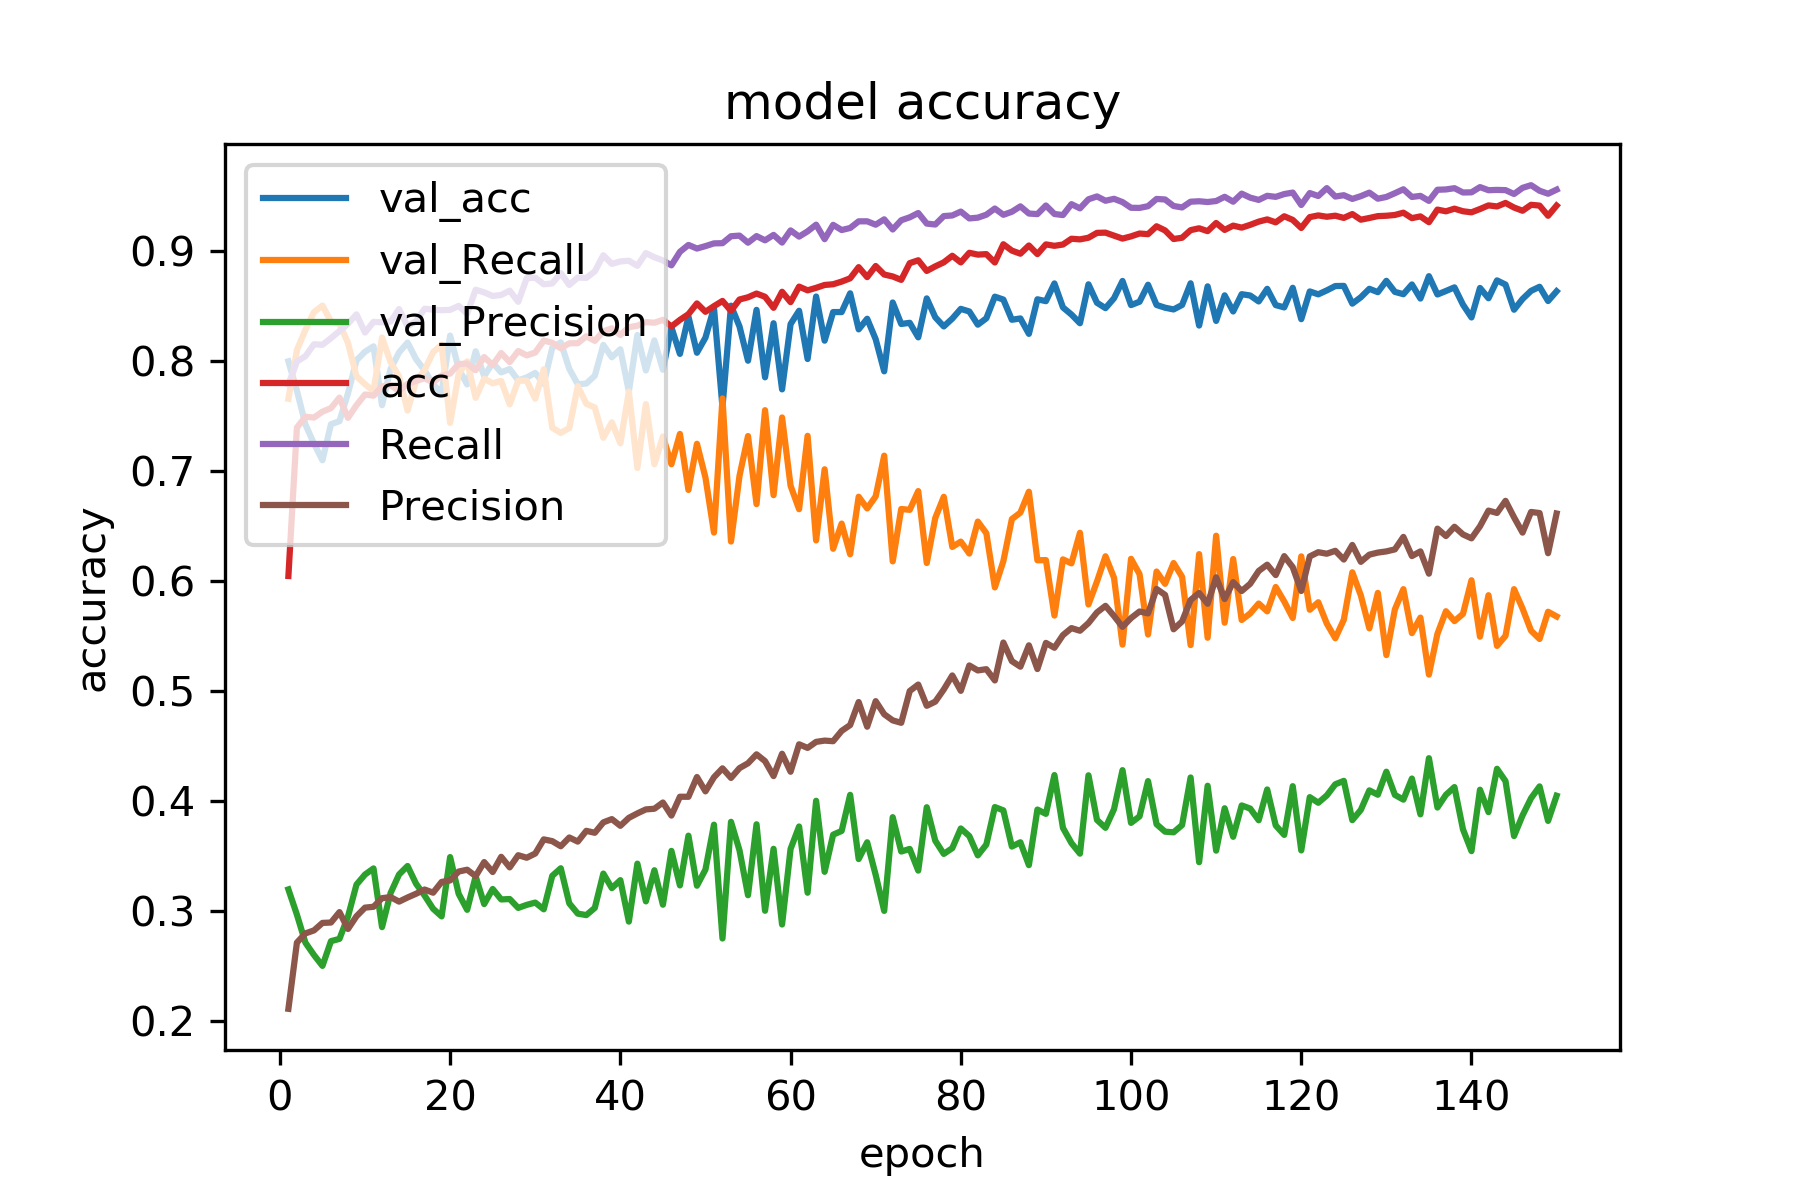 model accuracy
val_acc
val_Recall
val_Precision
acc
Recall
Precision
accuracy
0.9
0.8
0.7
0.6
0.5
0.4
0.3
0.2
0 20 40 60 80 100 120 140
epoch